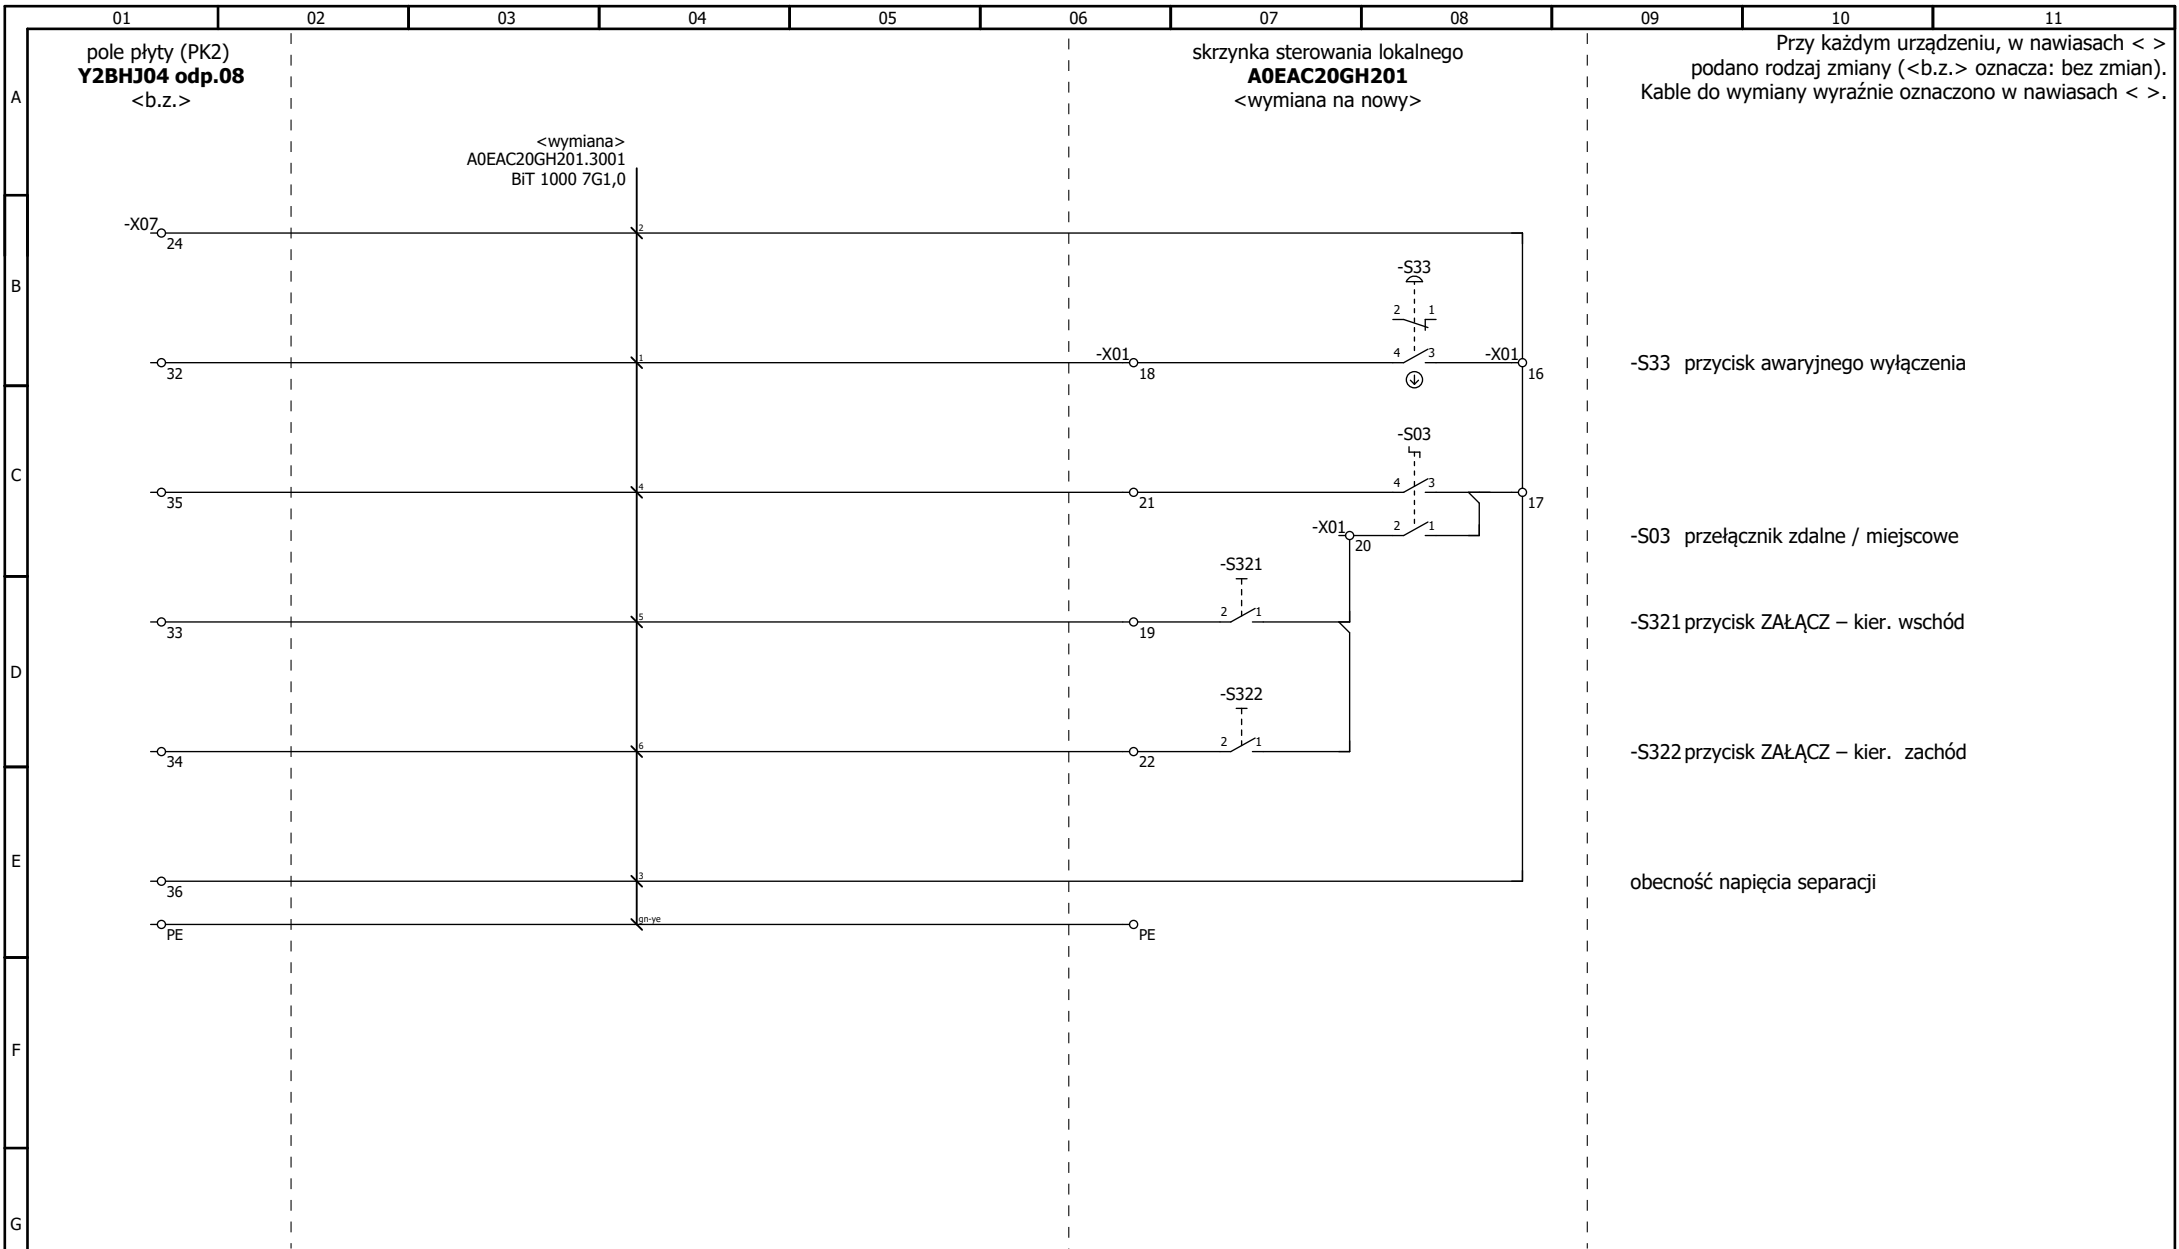 01 02 03 04 05 06 07 08 09 10 11
pole płyty (PK2)
Y2BHJ04 odp.08
<b.z.>
skrzynka sterowania lokalnego
A0EAC20GH201
<wymiana na nowy>
Przy każdym urządzeniu, w nawiasach < >
podano rodzaj zmiany (<b.z.> oznacza: bez zmian).
Kable do wymiany wyraźnie oznaczono w nawiasach < >.
A
<wymiana>
A0EAC20GH201.3001
BiT 1000 7G1,0
-X07
24
2
B
-S33
2 1
32
1
-X01
18
4 3
-X01
16
-S33 przycisk awaryjnego wyłączenia
-S03
C
35
4
21
4 3
17
-X01
20
2 1
-S03 przełącznik zdalne / miejscowe
-S321
33
5
19
2 1
-S321 przycisk ZAŁĄCZ – kier. wschód
D
-S322
34
6
22
2 1
-S322 przycisk ZAŁĄCZ – kier. zachód
E
36
3
obecność napięcia separacji
PE
gn-ye
PE
F
G